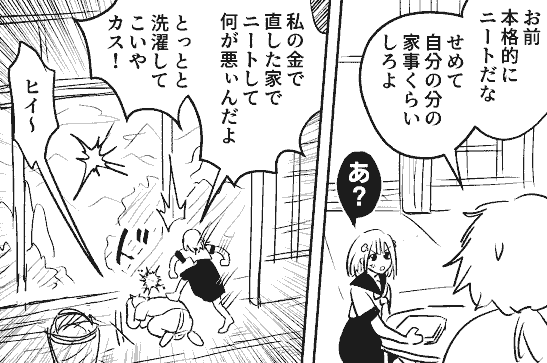 お前
本格的に
ニートだな
せめて
自分の分の
家事くらい
しろよ
あ？
私の金で
直した家で
ニートして
何が悪ぃんだよ
とっとと
洗濯して
こいや
カス！
ドド
ヒイ〜